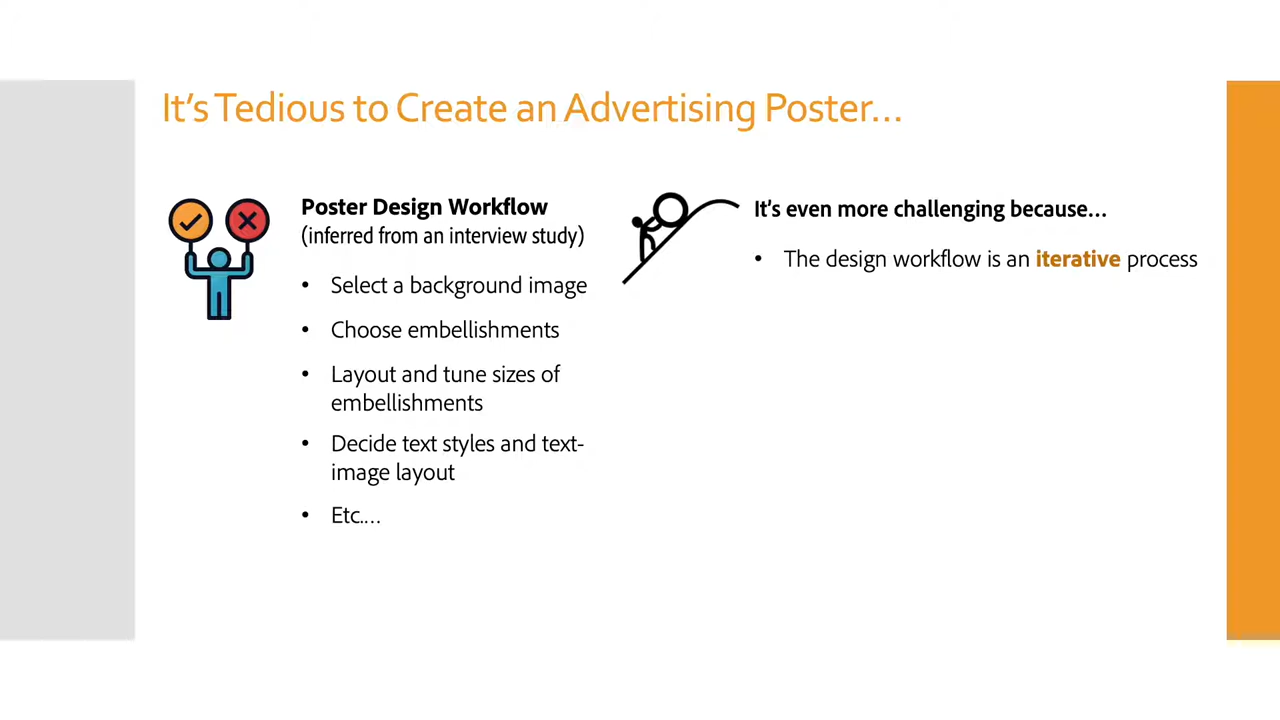 It's Tedious to Create an Advertising Poster...
Poster Design Workflow
(inferred from an interview study)
• Select a background image
• Choose embellishments
• Layout and tune sizes of
embellishments
• Decide text styles and text-
image layout
• Etc....
It's even more challenging because...
• The design workflow is an iterative process